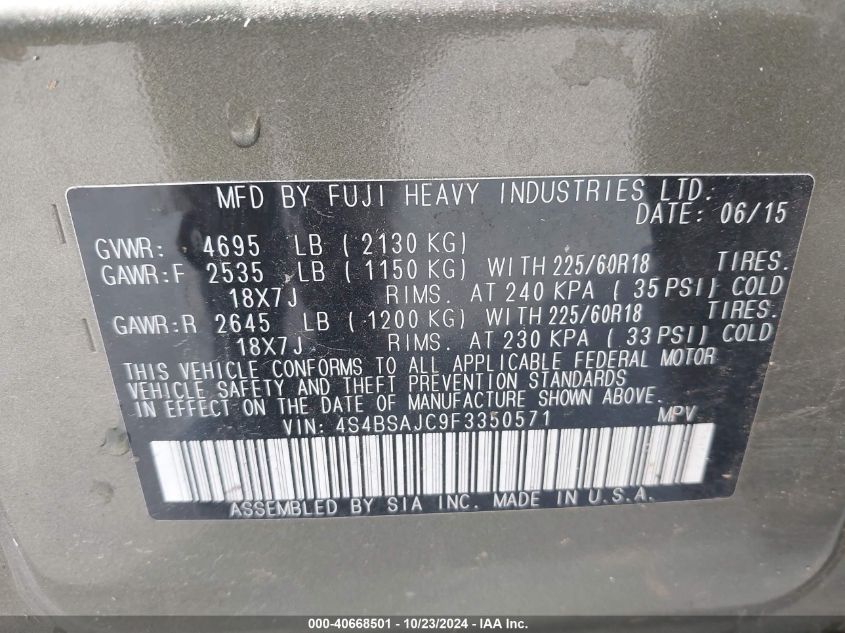 MFD BY FUJI HEAVY INDUSTRIES LTD.
DATE: 06/15
GVWR: 4695 LB ( 2130 KG)
GAWR:F 2535 LB ( 1150 KG) WITH 225/60R18 TIRES.
18X7J RIMS. AT 240 KPA ( 35 PSI) COLD
GAWR:R 2645 LB ( 1200 KG) WITH 225/60R18 TIRES.
18X7J RIMS. AT 230 KPA ( 33 PSI) COLD
THIS VEHICLE CONFORMS TO ALL APPLICABLE FEDERAL MOTOR
VEHICLE SAFETY AND THEFT PREVENTION STANDARDS
IN EFFECT ON THE DATE OF MANUFACTURE SHOWN ABOVE.
VIN: 4S4BSAJC9F3350571 MPV
ASSEMBLED BY SIA INC. MADE IN U.S.A.
000-40668501 - 10/23/2024 - IAA Inc.